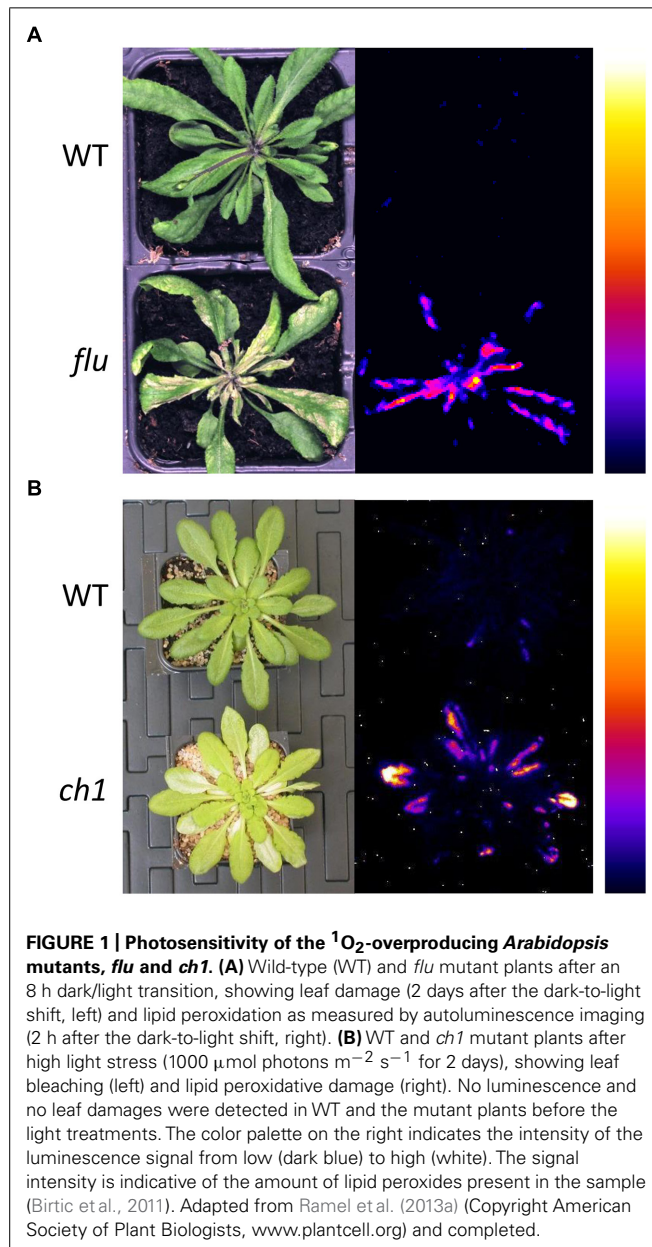 A
WT
flu
B
WT
ch1
FIGURE 1 | Photosensitivity of the ¹O₂-overproducing Arabidopsis
mutants, flu and ch1. (A) Wild-type (WT) and flu mutant plants after an
8 h dark/light transition, showing leaf damage (2 days after the dark-to-light
shift, left) and lipid peroxidation as measured by autoluminescence imaging
(2 h after the dark-to-light shift, right). (B) WT and ch1 mutant plants after
high light stress (1000 μmol photons m⁻² s⁻¹ for 2 days), showing leaf
bleaching (left) and lipid peroxidative damage (right). No luminescence and
no leaf damages were detected in WT and the mutant plants before the
light treatments. The color palette on the right indicates the intensity of the
luminescence signal from low (dark blue) to high (white). The signal
intensity is indicative of the amount of lipid peroxides present in the sample
(Birtic et al., 2011). Adapted from Ramel et al. (2013a) (Copyright American
Society of Plant Biologists, www.plantcell.org) and completed.